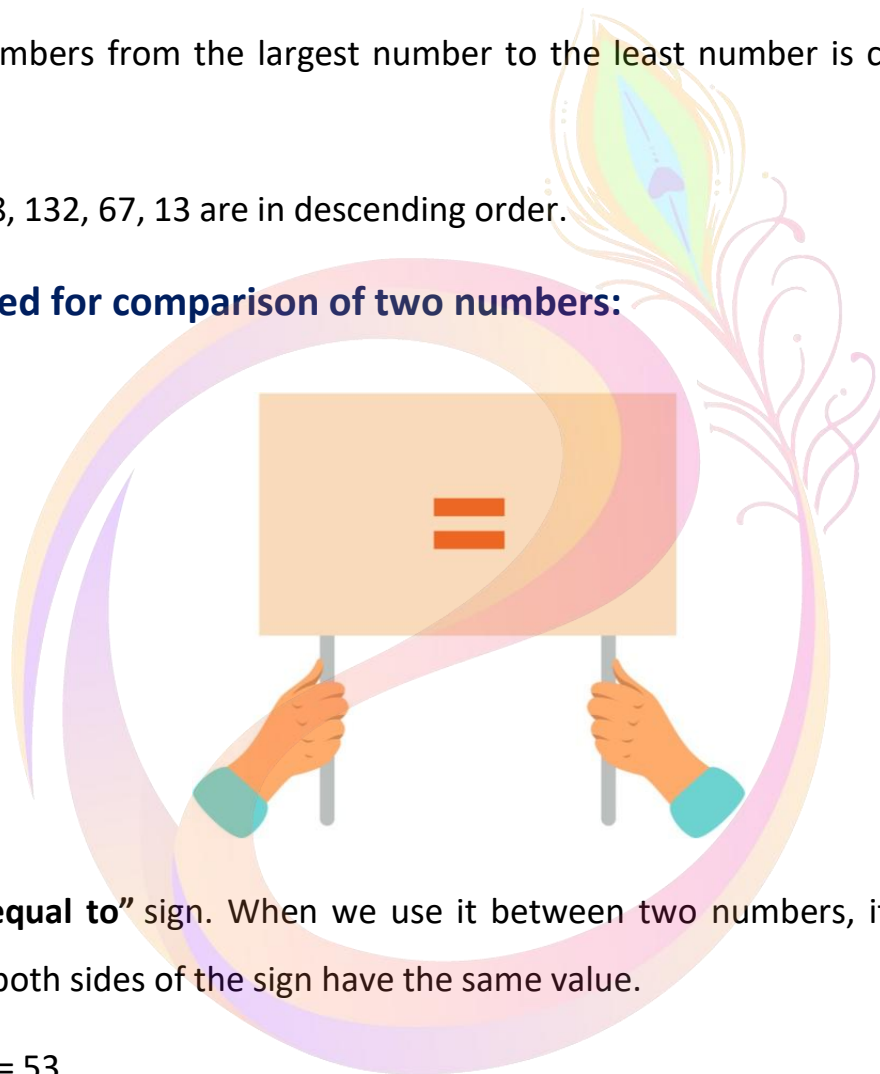 mbers from the largest number to the least number is c
8, 132, 67, 13 are in descending order.
ed for comparison of two numbers:
=
equal to” sign. When we use it between two numbers, i
both sides of the sign have the same value.
= 53